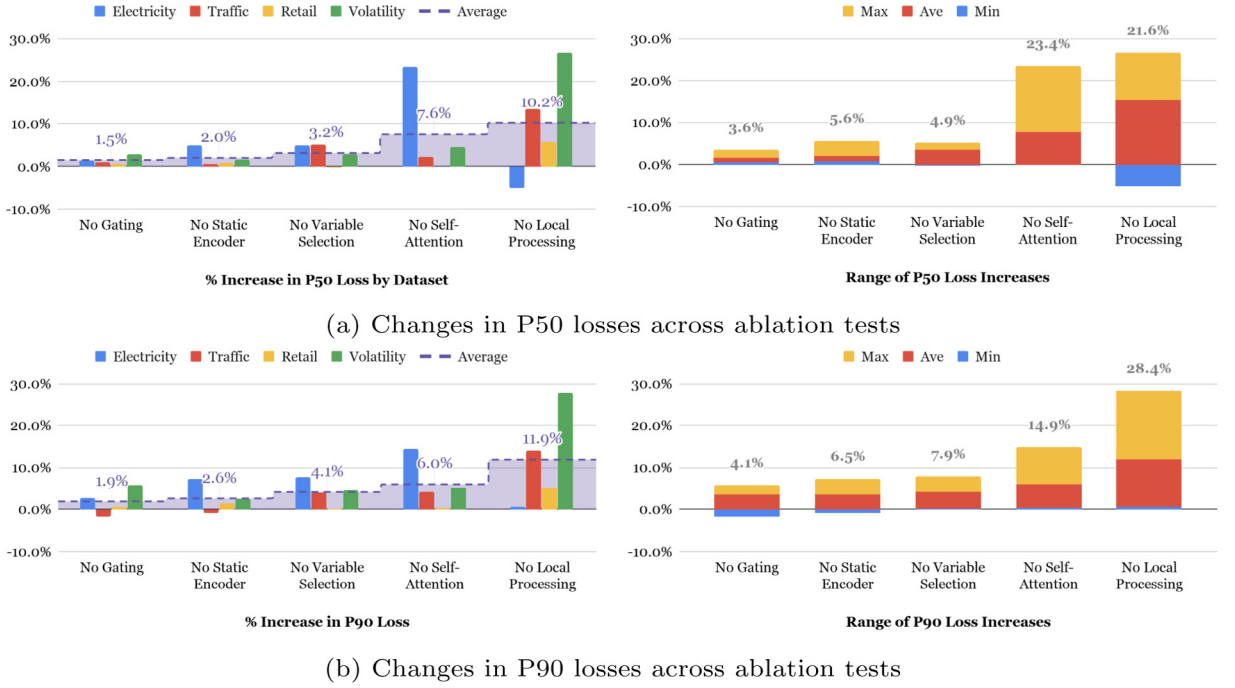 Electricity Traffic Retail Volatility Average
30.0%
20.0%
10.0%
0.0%
-10.0%
1.5%
2.0%
3.2%
7.6%
10.2%
No Gating
No Static
Encoder
No Variable
Selection
No Self-
Attention
No Local
Processing
% Increase in P50 Loss by Dataset
Max Ave Min
30.0%
20.0%
10.0%
0.0%
-10.0%
3.6%
5.6%
4.9%
23.4%
21.6%
No Gating
No Static
Encoder
No Variable
Selection
No Self-
Attention
No Local
Processing
Range of P50 Loss Increases
(a) Changes in P50 losses across ablation tests
Electricity Traffic Retail Volatility Average
30.0%
20.0%
10.0%
0.0%
-10.0%
1.9%
2.6%
4.1%
6.0%
11.9%
No Gating
No Static
Encoder
No Variable
Selection
No Self-
Attention
No Local
Processing
% Increase in P90 Loss
Max Ave Min
30.0%
20.0%
10.0%
0.0%
-10.0%
4.1%
6.5%
7.9%
14.9%
28.4%
No Gating
No Static
Encoder
No Variable
Selection
No Self-
Attention
No Local
Processing
Range of P90 Loss Increases
(b) Changes in P90 losses across ablation tests